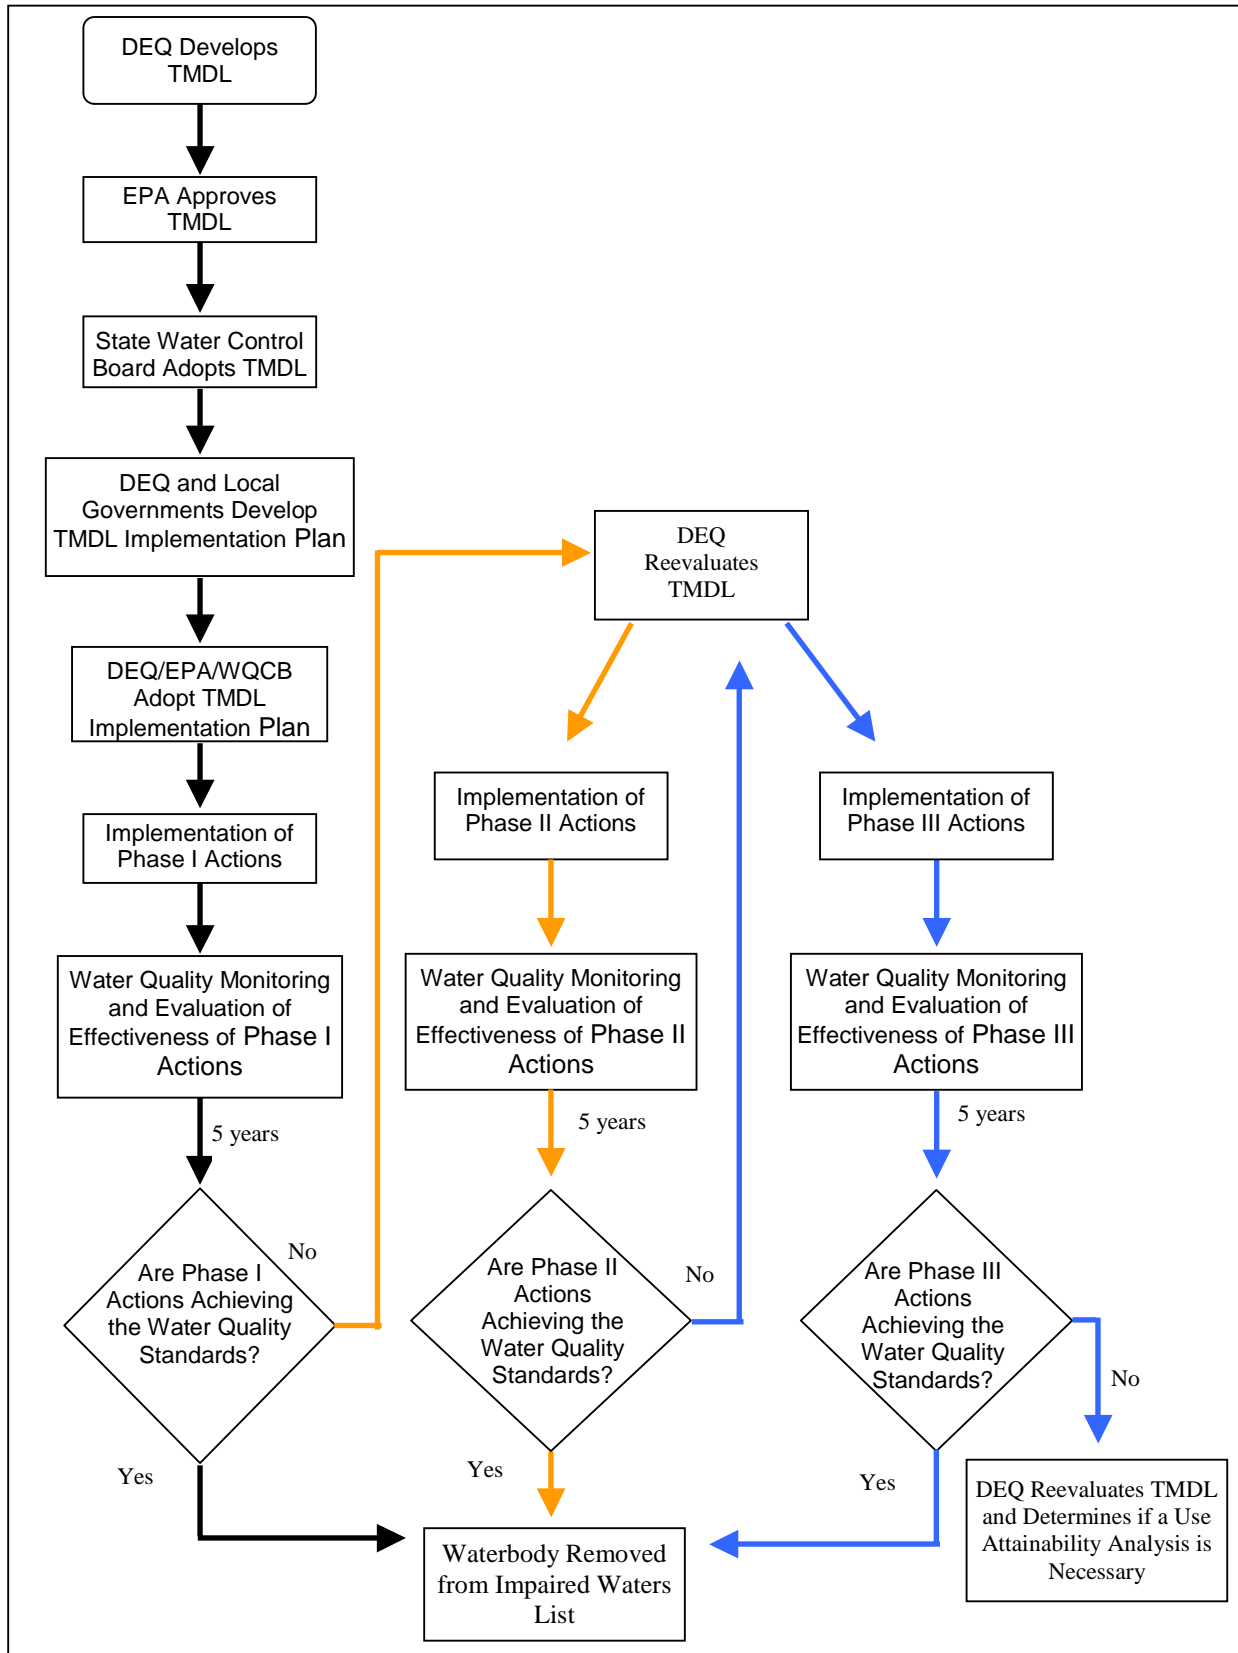 DEQ Develops
TMDL
EPA Approves
TMDL
State Water Control
Board Adopts TMDL
DEQ and Local
Governments Develop
TMDL Implementation Plan
DEQ/EPA/WQCB
Adopt TMDL
Implementation Plan
Implementation of
Phase I Actions
Water Quality Monitoring
and Evaluation of
Effectiveness of Phase I
Actions
5 years
Are Phase I
Actions Achieving
the Water Quality
Standards?
No
Yes
DEQ
Reevaluates
TMDL
Implementation of
Phase II Actions
Water Quality Monitoring
and Evaluation of
Effectiveness of Phase II
Actions
5 years
Are Phase II
Actions
Achieving the
Water Quality
Standards?
No
Yes
Implementation of
Phase III Actions
Water Quality Monitoring
and Evaluation of
Effectiveness of Phase III
Actions
5 years
Are Phase III
Actions
Achieving the
Water Quality
Standards?
No
Yes
DEQ Reevaluates TMDL
and Determines if a Use
Attainability Analysis is
Necessary
Waterbody Removed
from Impaired Waters
List